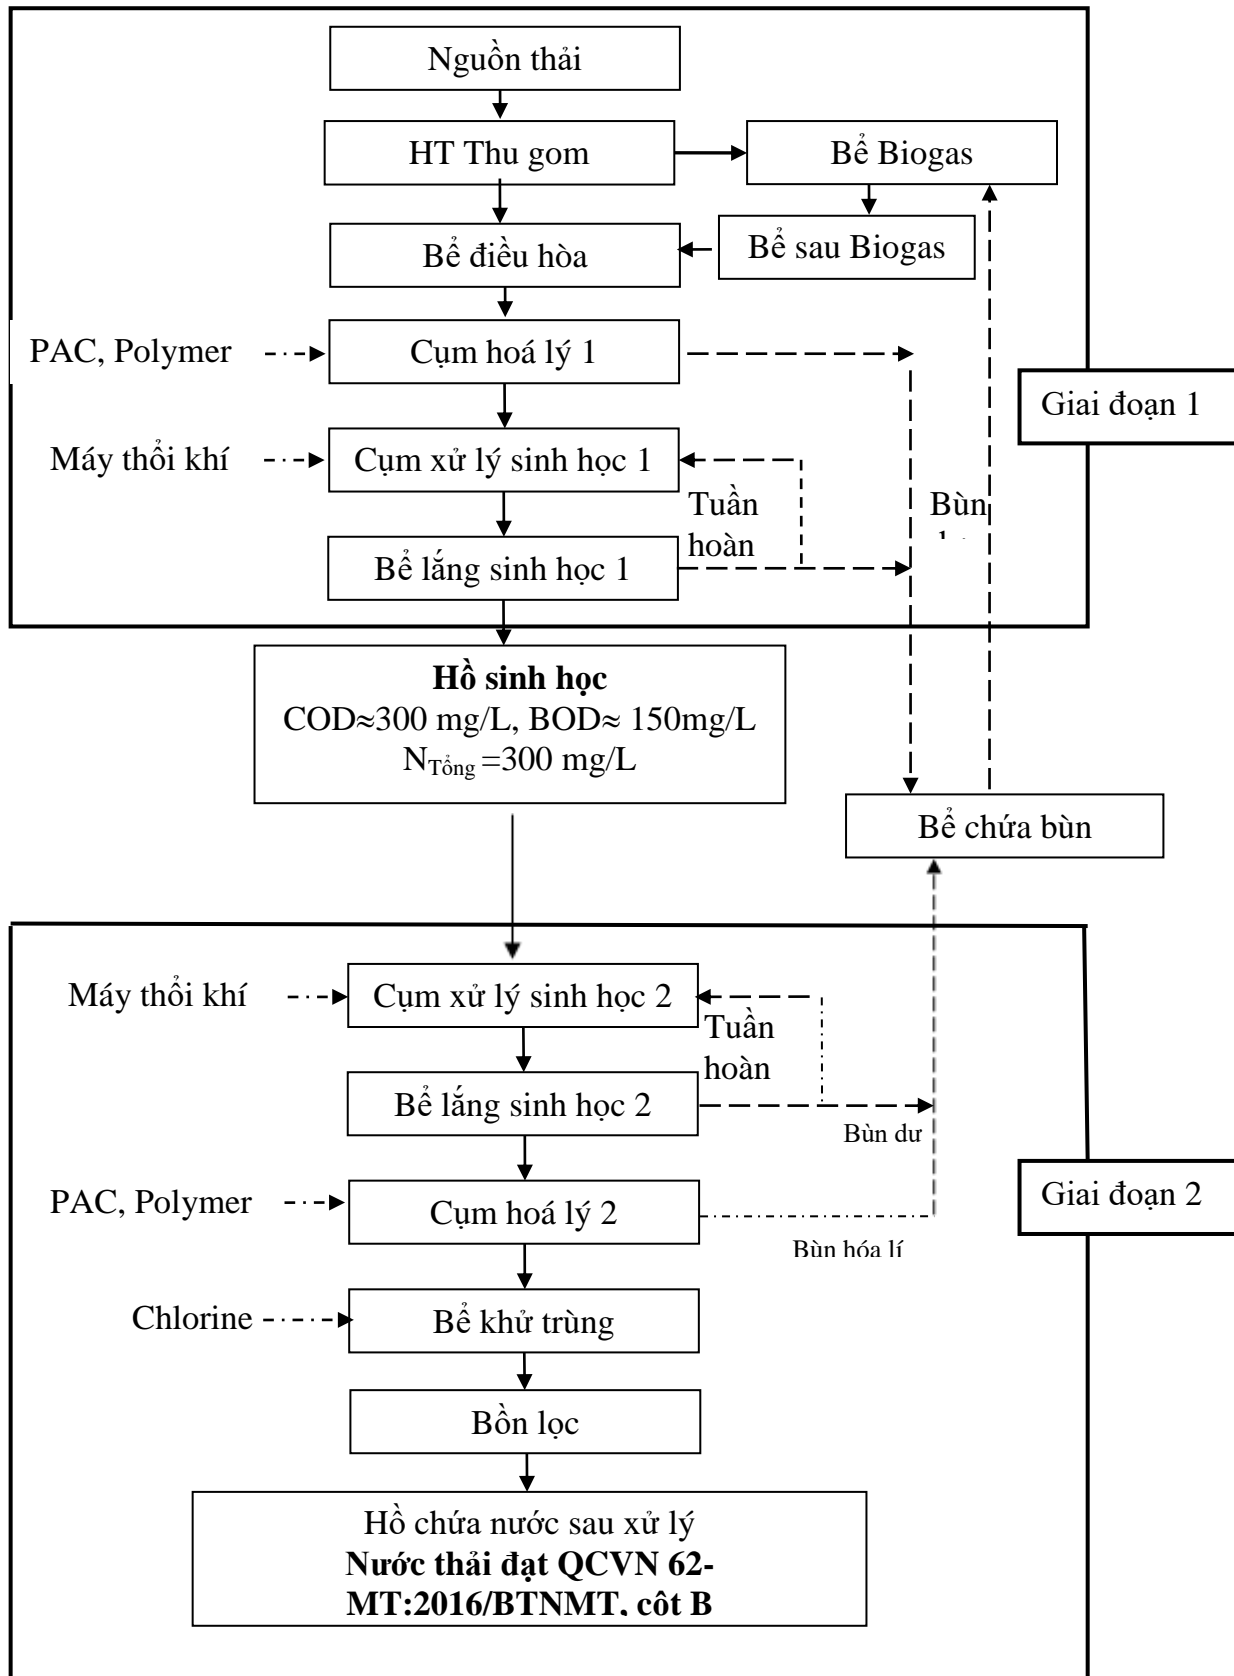 Nguồn thải
HT Thu gom
Bể Biogas
Bể điều hòa
Bể sau Biogas
PAC, Polymer
Cụm hoá lý 1
Giai đoạn 1
Máy thổi khí
Cụm xử lý sinh học 1
Tuần
hoàn
Bùn
Bể lắng sinh học 1
Hồ sinh học
COD≈300 mg/L, BOD≈ 150mg/L
NTổng =300 mg/L
Bể chứa bùn
Máy thổi khí
Cụm xử lý sinh học 2
Tuần
hoàn
Bể lắng sinh học 2
Bùn dư
PAC, Polymer
Cụm hoá lý 2
Giai đoạn 2
Bùn hóa lí
Chlorine
Bể khử trùng
Bồn lọc
Hồ chứa nước sau xử lý
Nước thải đạt QCVN 62-
MT:2016/BTNMT, cột B